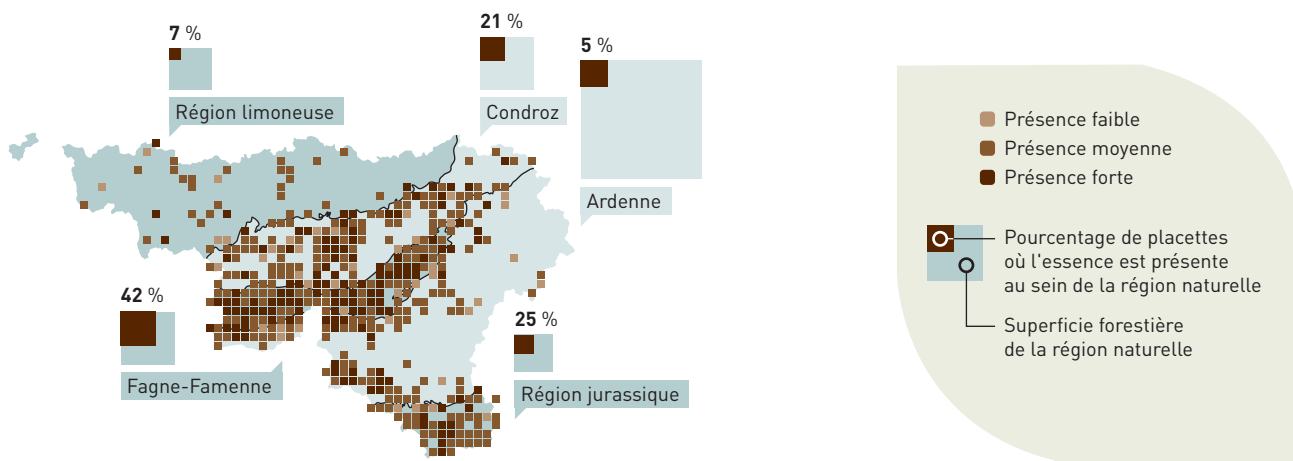 7 %
Région limoneuse
21 %
Condroz
5 %
Ardenne
42 %
Fagne-Famenne
25 %
Région jurassique
Présence faible
Présence moyenne
Présence forte
Pourcentage de placettes
où l'essence est présente
au sein de la région naturelle
Superficie forestière
de la région naturelle